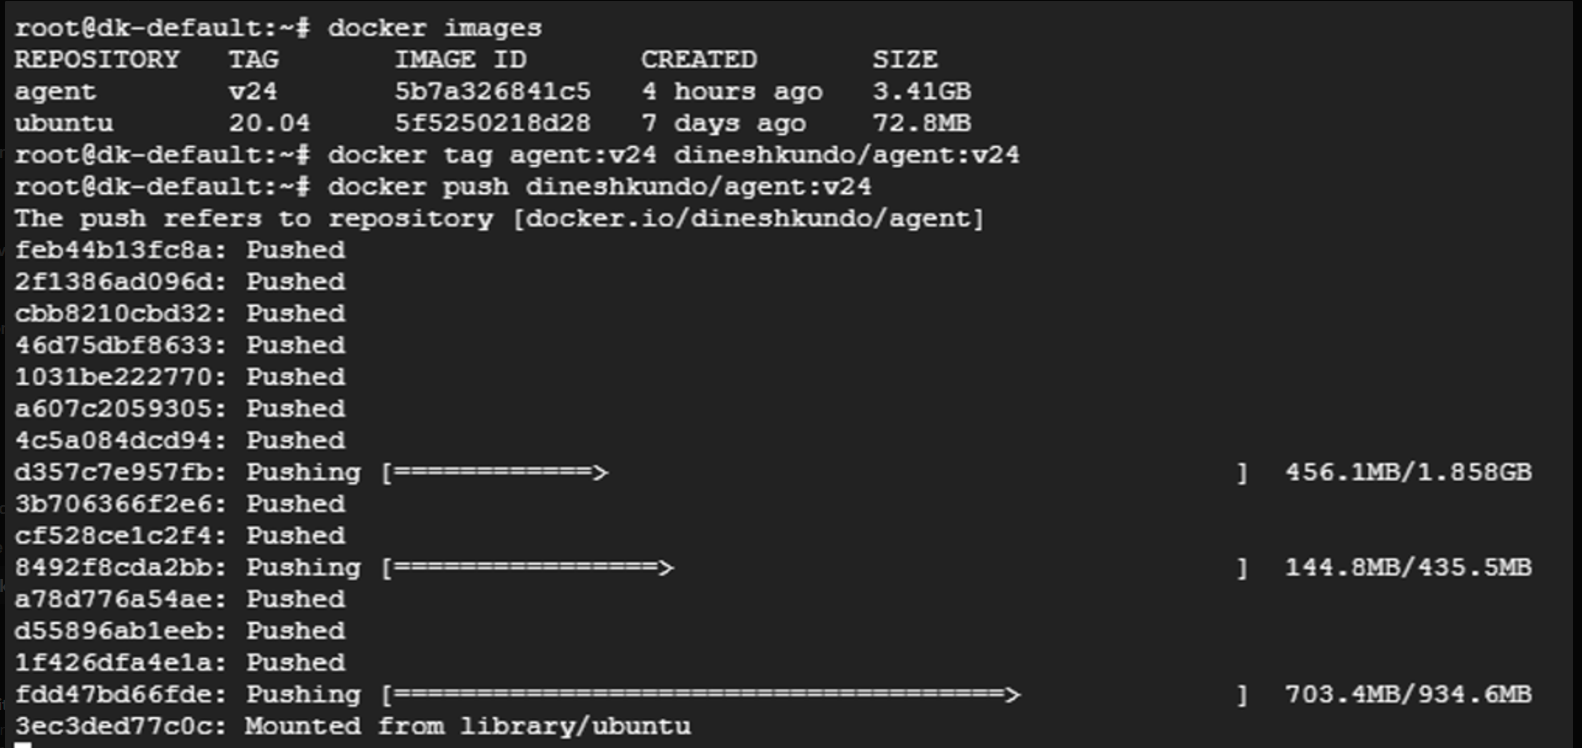 root@dk-default:~# docker images
REPOSITORY   TAG       IMAGE ID       CREATED       SIZE
agent        v24       5b7a326841c5   4 hours ago   3.41GB
ubuntu       20.04     5f5250218d28   7 days ago    72.8MB
root@dk-default:~# docker tag agent:v24 dineshkundo/agent:v24
root@dk-default:~# docker push dineshkundo/agent:v24
The push refers to repository [docker.io/dineshkundo/agent]
feb44b13fc8a: Pushed
2f1386ad096d: Pushed
cbb8210cbd32: Pushed
46d75dbf8633: Pushed
1031be222770: Pushed
a607c2059305: Pushed
4c5a084dcd94: Pushed
d357c7e957fb: Pushing [============>                                      ]  456.1MB/1.858GB
3b706366f2e6: Pushed
cf528ce1c2f4: Pushed
8492f8cda2bb: Pushing [================>                                  ]  144.8MB/435.5MB
a78d776a54ae: Pushed
d55896ab1eeb: Pushed
1f426dfa4e1a: Pushed
fdd47bd66fde: Pushing [=====================================>             ]  703.4MB/934.6MB
3ec3ded77c0c: Mounted from library/ubuntu